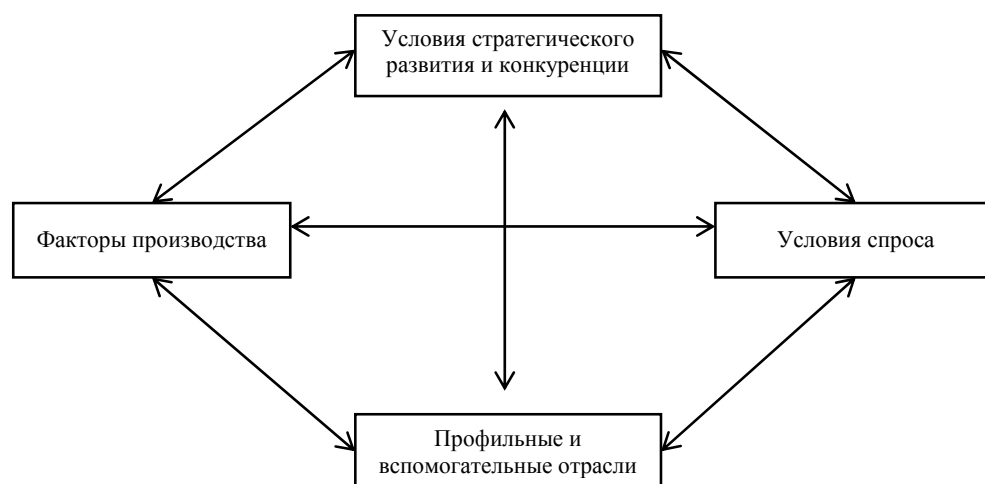 Условия стратегического
развития и конкуренции
Факторы производства
Условия спроса
Профильные и
вспомогательные отрасли